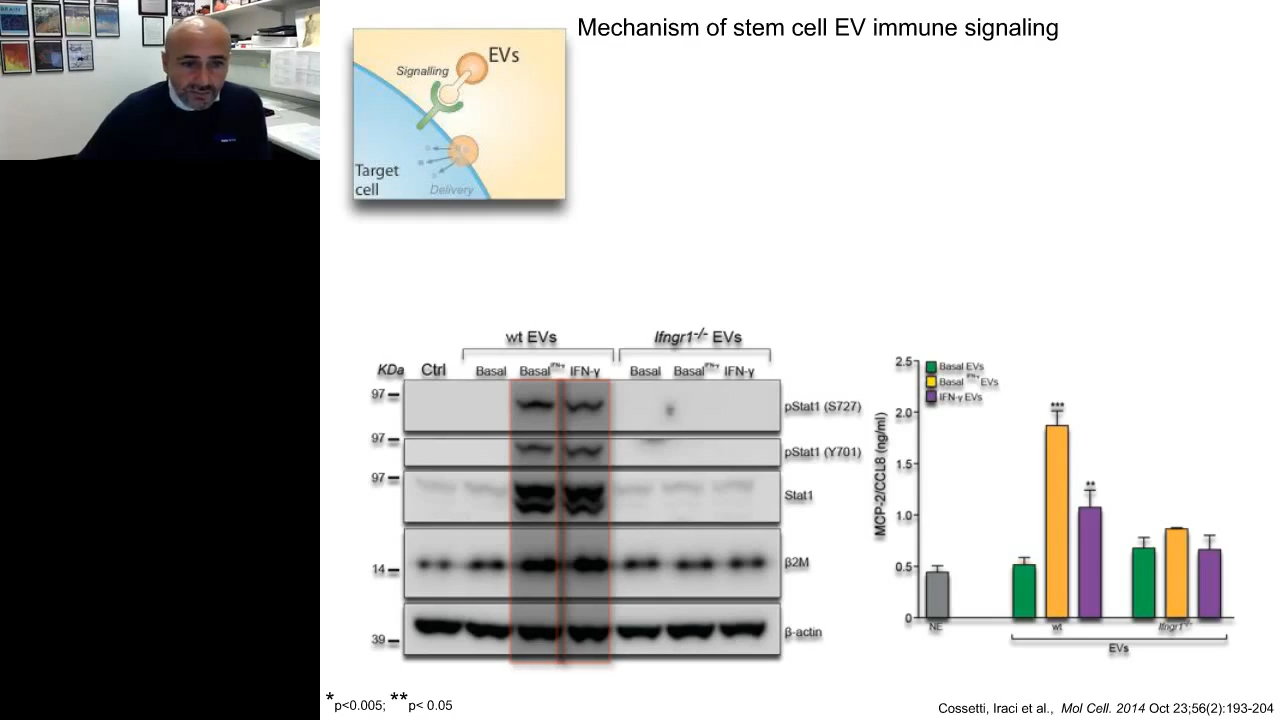 Mechanism of stem cell EV immune signaling
EVs
Signalling
Target
cell
Delivery
wt EVs
Ifngr1-/- EVs
KDa
Ctrl
Basal
Basal IFN-γ
IFN-γ
Basal
Basal IFN-γ
IFN-γ
97
pStat1 (S727)
97
pStat1 (Y701)
97
Stat1
14
β2M
39
β-actin
2.5
2.0
1.5
1.0
0.5
0
MCP-2/CCL8 (ng/ml)
Basal EVs
Basal IFN-γ EVs
IFN-γ EVs
***
**
NE
wt
Ifngr1-/-
EVs
*p<0.005; **p< 0.05
Cossetti, Iraci et al., Mol Cell. 2014 Oct 23;56(2):193-204